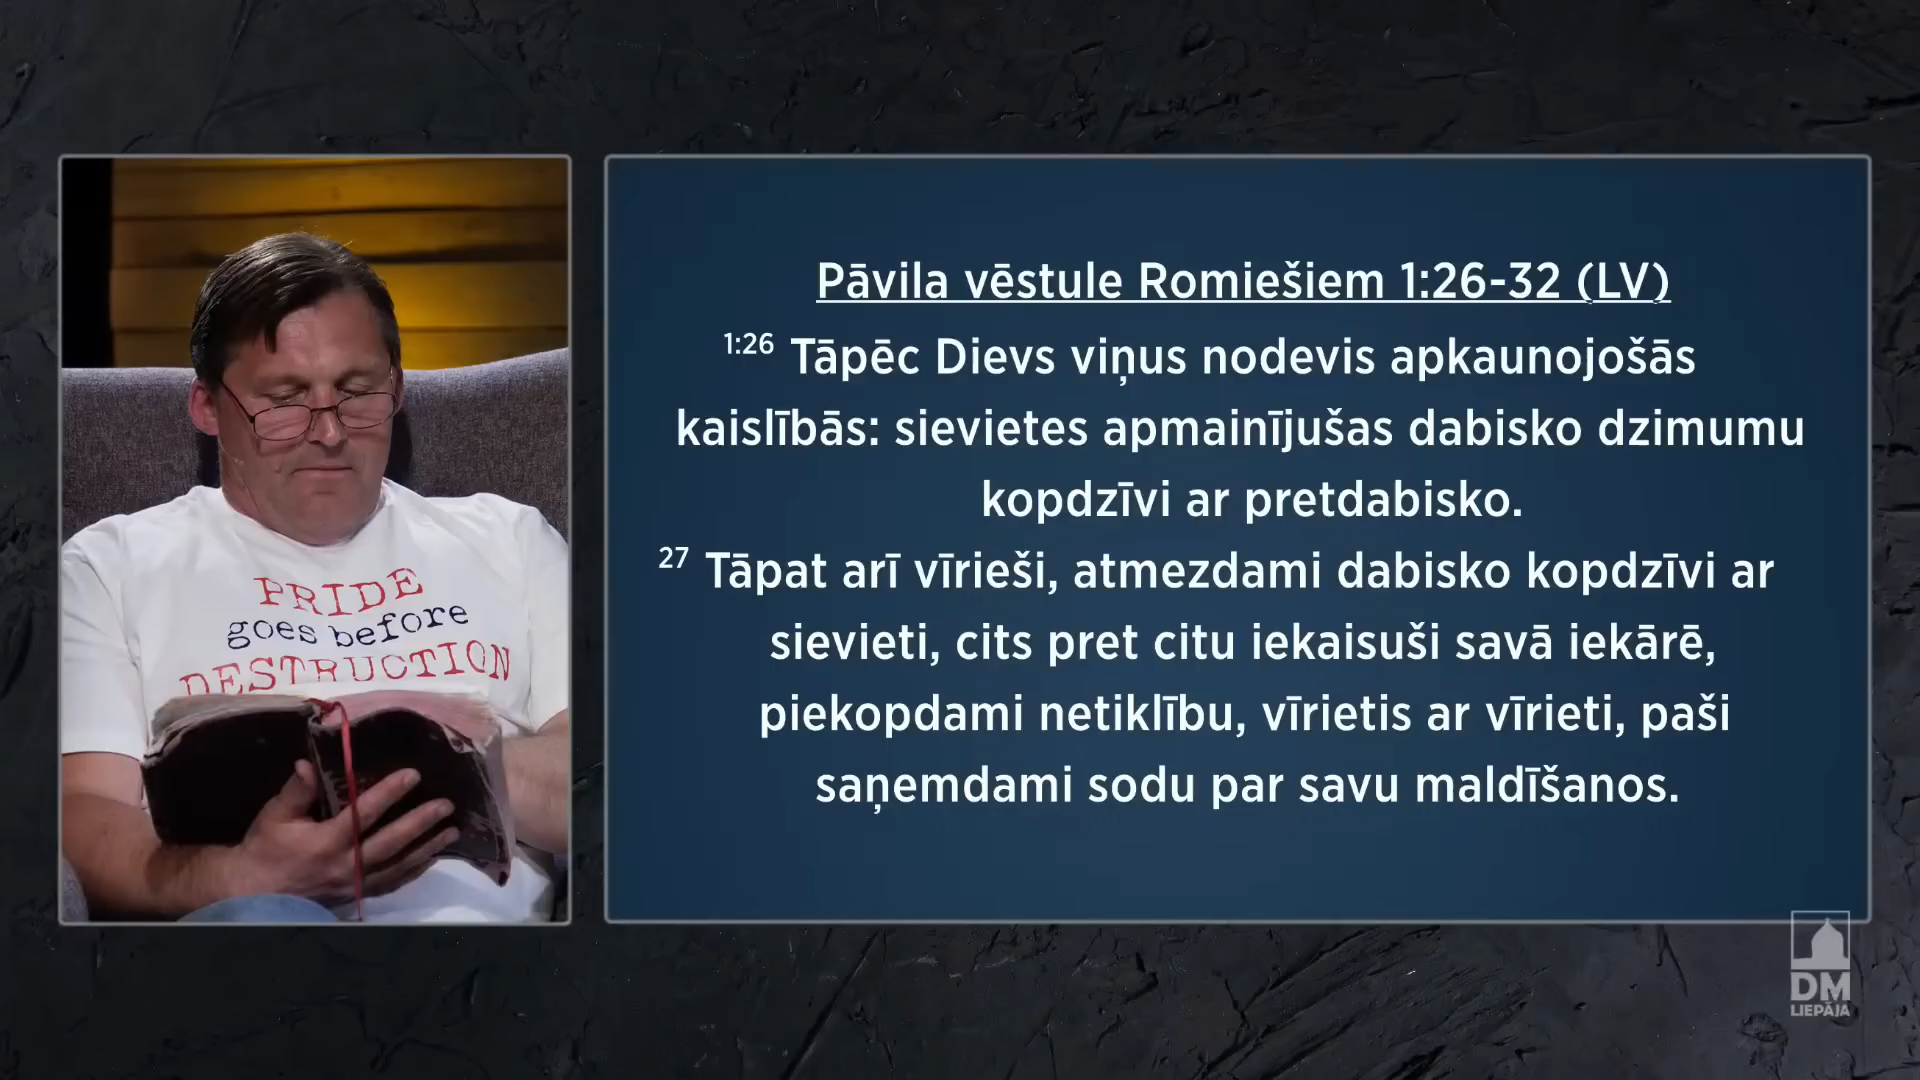 PRIDE
goes before
DESTRUCTION
Pāvila vēstule Romiešiem 1:26-32 (LV)
1:26 Tāpēc Dievs viņus nodevis apkaunojošās
kaislībās: sievietes apmainījušas dabisko dzimumu
kopdzīvi ar pretdabisko.
27 Tāpat arī vīrieši, atmezdami dabisko kopdzīvi ar
sievieti, cits pret citu iekaisuši savā iekārē,
piekopdami netiklību, vīrietis ar vīrieti, paši
saņemdami sodu par savu maldīšanos.
DM
LIEPĀJA